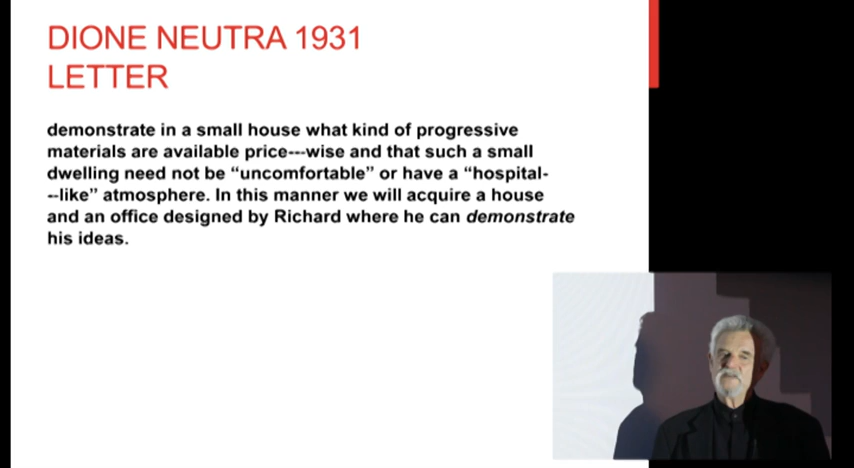 DIONE NEUTRA 1931
LETTER
demonstrate in a small house what kind of progressive
materials are available price-‐‑wise and that such a small
dwelling need not be “uncomfortable” or have a “hospital-
-‐‑like” atmosphere. In this manner we will acquire a house
and an office designed by Richard where he can demonstrate
his ideas.